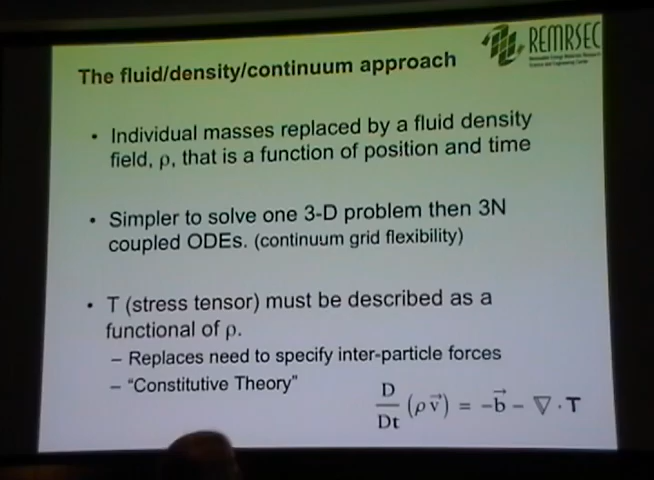 REMRSEC
The fluid/density/continuum approach
• Individual masses replaced by a fluid density
field, ρ, that is a function of position and time
• Simpler to solve one 3-D problem then 3N
coupled ODEs. (continuum grid flexibility)
• T (stress tensor) must be described as a
functional of ρ.
– Replaces need to specify inter-particle forces
– “Constitutive Theory”
D/Dt (ρv⃗) = −b⃗ − ∇ · T